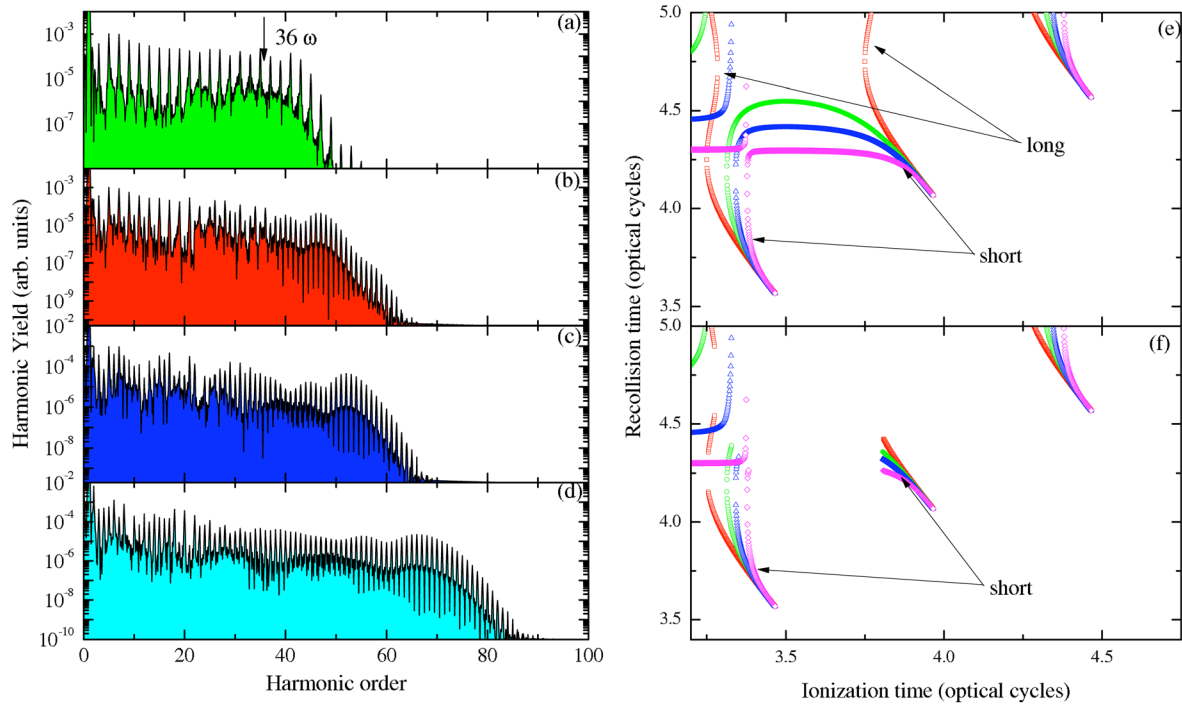 (a)
36 ω
10⁻³
10⁻⁵
10⁻⁷
(b)
10⁻³
10⁻⁵
10⁻⁷
10⁻⁹
10⁻²
(c)
10⁻⁴
10⁻⁶
10⁻⁸
10⁻²
(d)
10⁻⁴
10⁻⁶
10⁻⁸
10⁻¹⁰
0 20 40 60 80 100
Harmonic order
Harmonic Yield (arb. units)
(e)
5.0
4.5
4.0
3.5
long
short
(f)
5.0
4.5
4.0
3.5
short
3.5 4.0 4.5
Ionization time (optical cycles)
Recollision time (optical cycles)